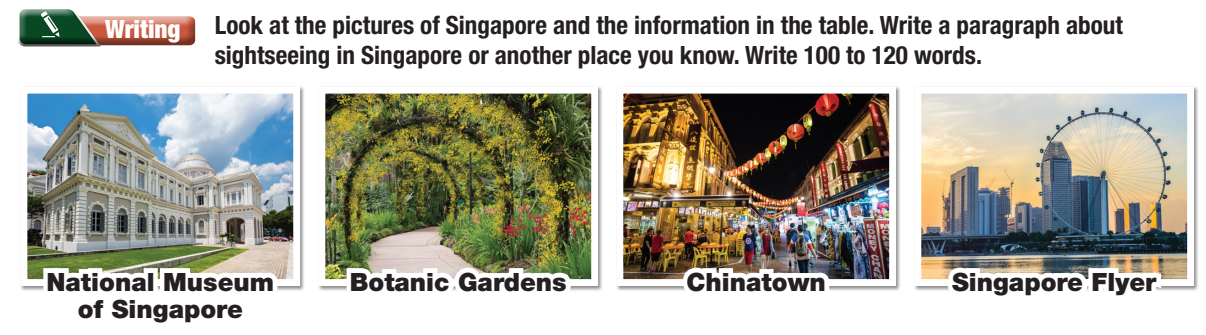 Writing
Look at the pictures of Singapore and the information in the table. Write a paragraph about
sightseeing in Singapore or another place you know. Write 100 to 120 words.
MONEY CHAN
National Museum
of Singapore
Botanic Gardens
Chinatown
Singapore Flyer